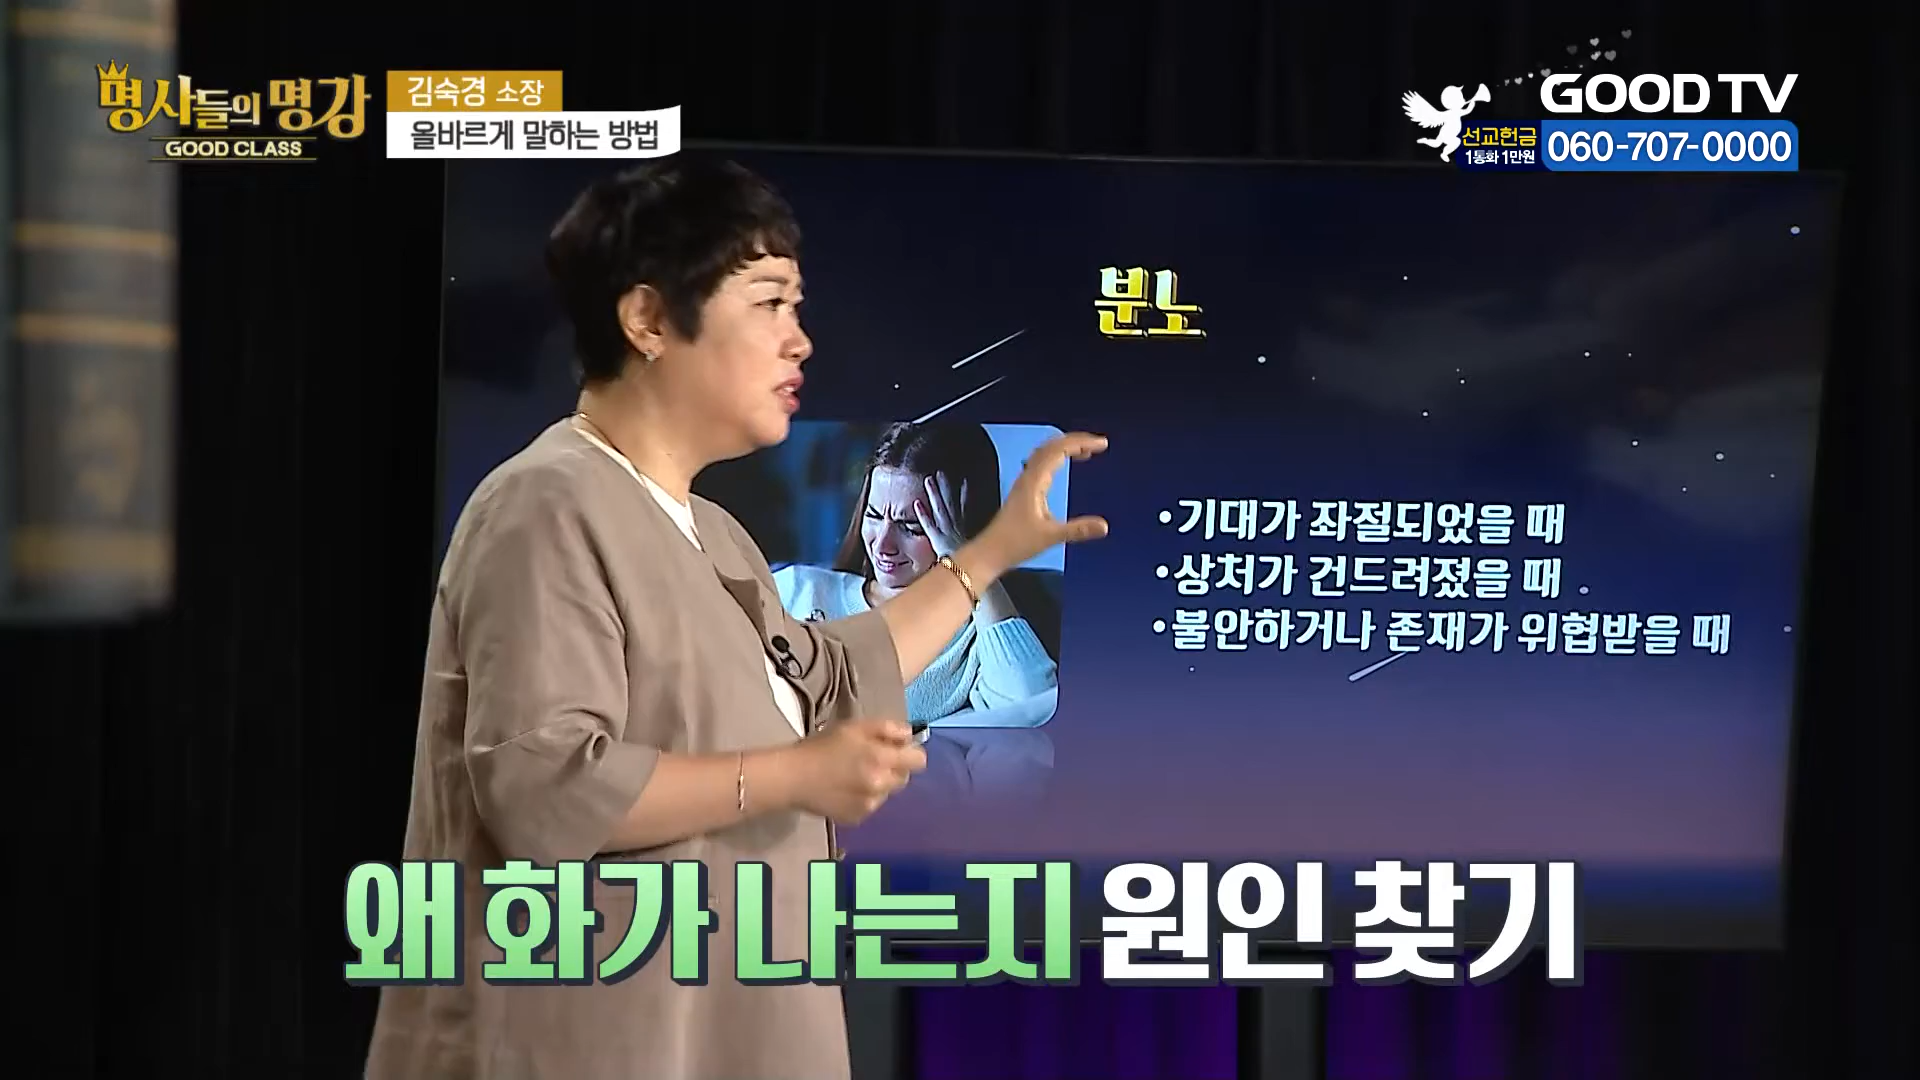 명사들의 명강
GOOD CLASS
김숙경 소장
올바르게 말하는 방법
GOOD TV
선교헌금
1통화 1만원
060-707-0000
분노
•기대가 좌절되었을 때
•상처가 건드려졌을 때
•불안하거나 존재가 위협받을 때
왜 화가 나는지 원인 찾기